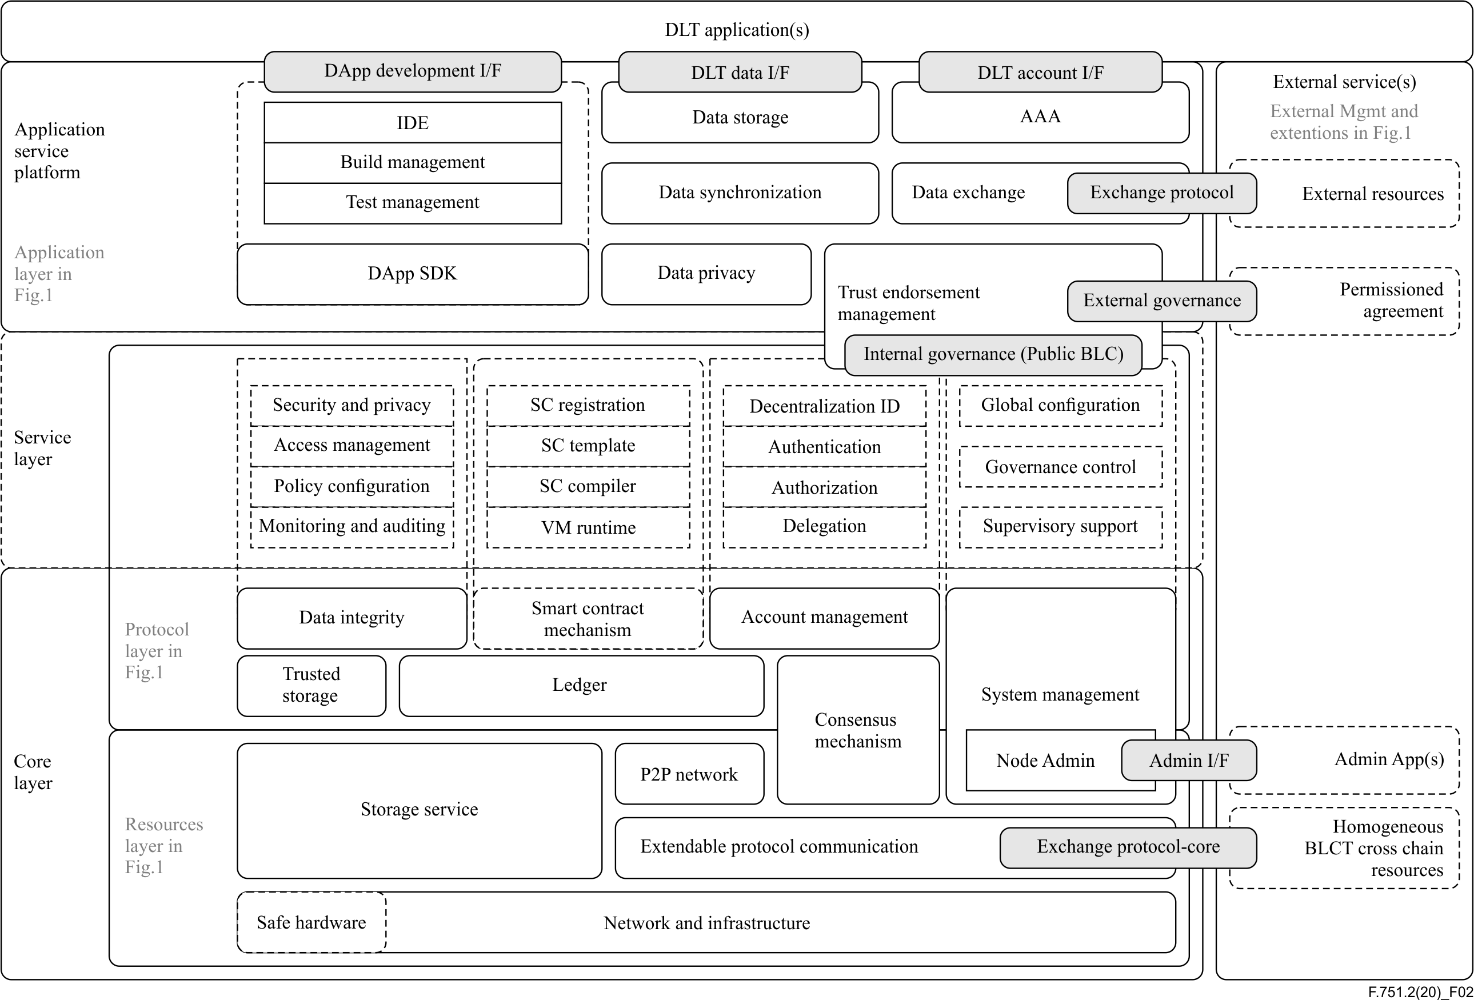 DLT application(s)
DApp development I/F
DLT data I/F
DLT account I/F
External service(s)
External Mgmt and
extentions in Fig.1
Application
service
platform
IDE
Build management
Test management
Data storage
AAA
Data synchronization
Data exchange
Exchange protocol
External resources
Application
layer in
Fig.1
DApp SDK
Data privacy
Trust endorsement
management
External governance
Permissioned
agreement
Internal governance (Public BLC)
Service
layer
Security and privacy
Access management
Policy configuration
Monitoring and auditing
SC registration
SC template
SC compiler
VM runtime
Decentralization ID
Authentication
Authorization
Delegation
Global configuration
Governance control
Supervisory support
Core
layer
Protocol
layer in
Fig.1
Data integrity
Smart contract
mechanism
Account management
Trusted
storage
Ledger
Consensus
mechanism
System management
Node Admin
Admin I/F
Admin App(s)
Resources
layer in
Fig.1
Storage service
P2P network
Extendable protocol communication
Exchange protocol-core
Homogeneous
BLCT cross chain
resources
Safe hardware
Network and infrastructure
F.751.2(20)_F02